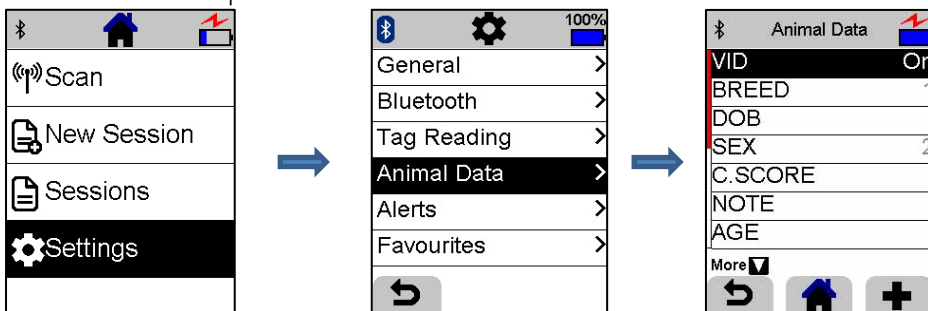 Scan
New Session
Sessions
Settings
100%
General
Bluetooth
Tag Reading
Animal Data
Alerts
Favourites
Animal Data
VID
BREED
DOB
SEX
C.SCORE
NOTE
AGE
More